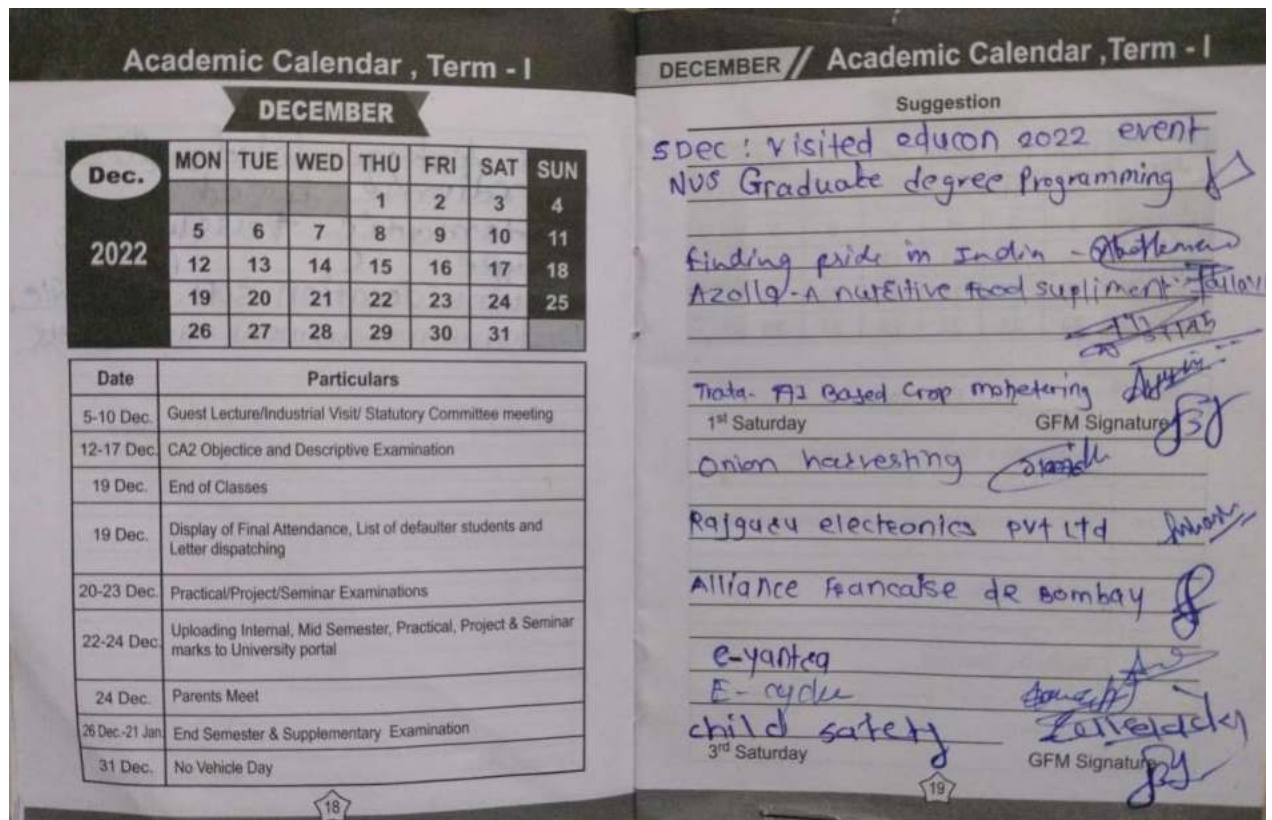 Academic Calendar , Term - I
DECEMBER
Dec.
2022
MON TUE WED THU FRI SAT SUN
1 2 3 4
5 6 7 8 9 10 11
12 13 14 15 16 17 18
19 20 21 22 23 24 25
26 27 28 29 30 31
Date Particulars
5-10 Dec. Guest Lecture/Industrial Visit/ Statutory Committee meeting
12-17 Dec. CA2 Objectice and Descriptive Examination
19 Dec. End of Classes
19 Dec. Display of Final Attendance, List of defaulter students and
Letter dispatching
20-23 Dec. Practical/Project/Seminar Examinations
22-24 Dec. Uploading Internal, Mid Semester, Practical, Project & Seminar
marks to University portal
24 Dec. Parents Meet
26 Dec.-21 Jan. End Semester & Supplementary Examination
31 Dec. No Vehicle Day
18
DECEMBER // Academic Calendar ,Term - I
Suggestion
5 Dec : Visited educon 2022 event
NUS Graduate degree Programming
finding pride in India -
Azolla - A nutritive food supliment
AI Based Crop
1st Saturday GFM Signature
Onion harvesting
Rajguru electronics pvt Ltd
Alliance Francaise de Bombay
e-yantra
E-cycle
child safety
3rd Saturday GFM Signature
19